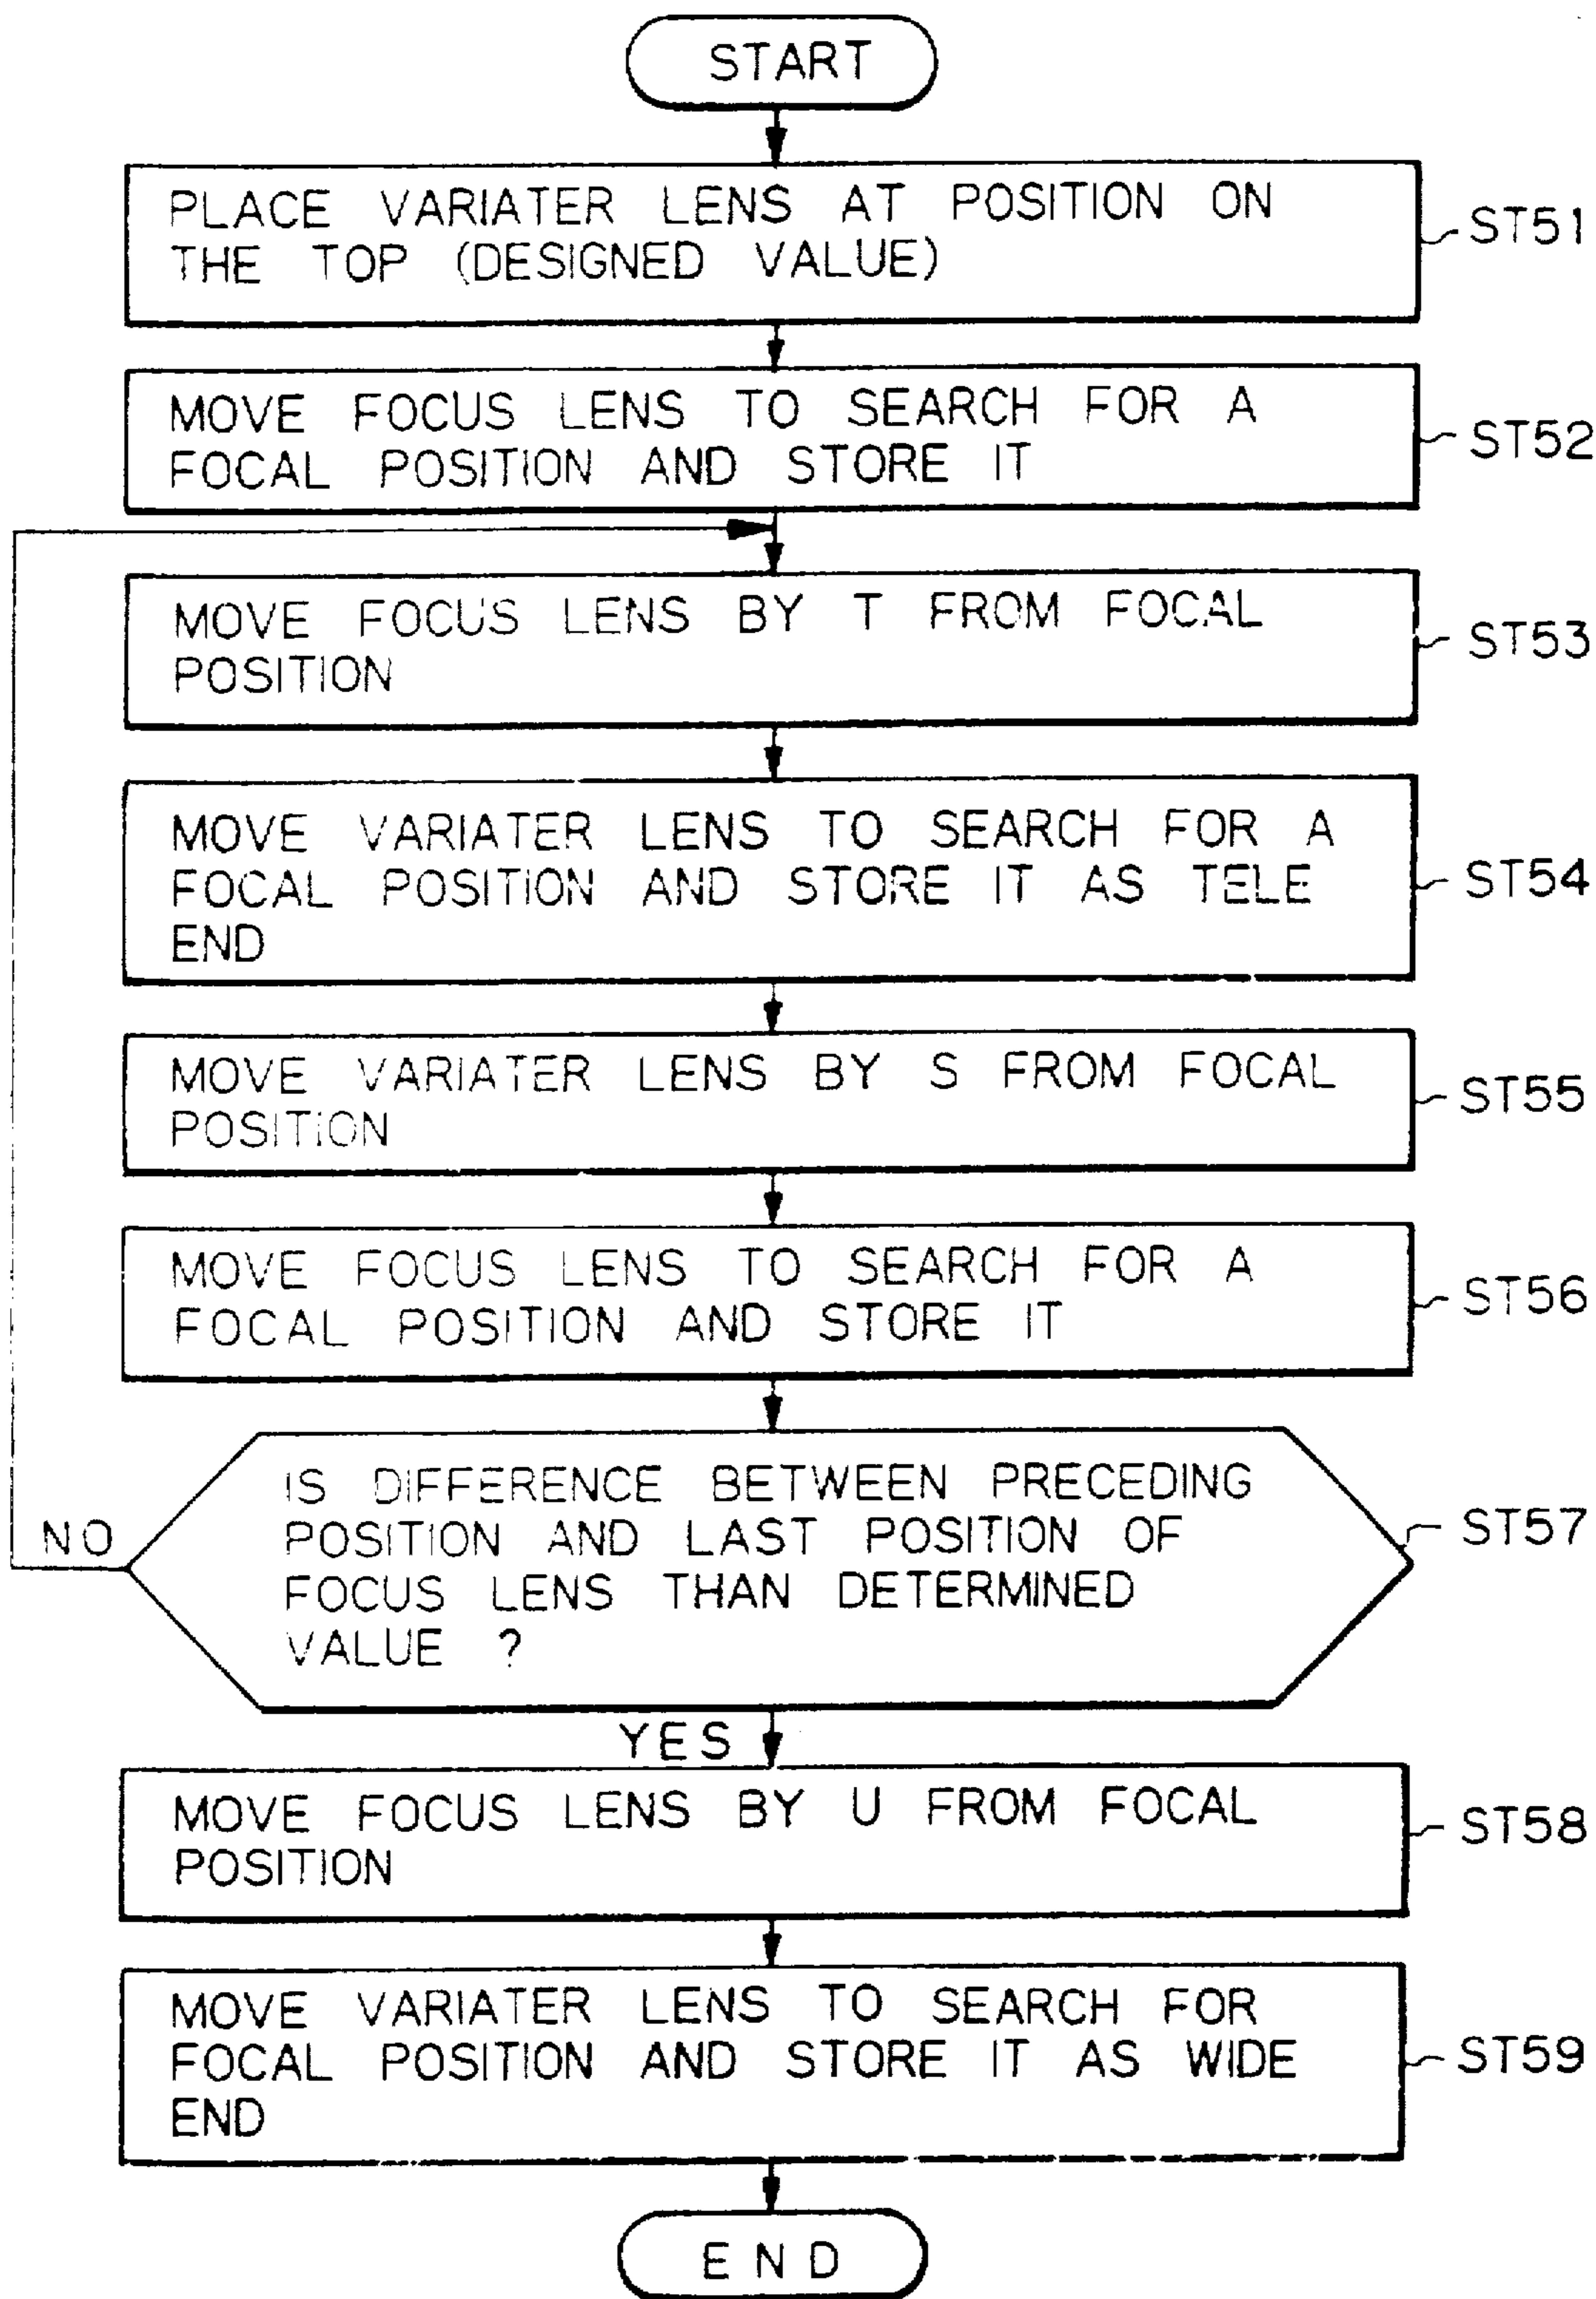 START
PLACE VARIATER LENS AT POSITION ON
THE TOP (DESIGNED VALUE)
ST51
MOVE FOCUS LENS TO SEARCH FOR A
FOCAL POSITION AND STORE IT
ST52
MOVE FOCUS LENS BY T FROM FOCAL
POSITION
ST53
MOVE VARIATER LENS TO SEARCH FOR A
FOCAL POSITION AND STORE IT AS TELE
END
ST54
MOVE VARIATER LENS BY S FROM FOCAL
POSITION
ST55
MOVE FOCUS LENS TO SEARCH FOR A
FOCAL POSITION AND STORE IT
ST56
IS DIFFERENCE BETWEEN PRECEDING
POSITION AND LAST POSITION OF
FOCUS LENS THAN DETERMINED
VALUE ?
ST57
NO
YES
MOVE FOCUS LENS BY U FROM FOCAL
POSITION
ST58
MOVE VARIATER LENS TO SEARCH FOR
FOCAL POSITION AND STORE IT AS WIDE
END
ST59
END